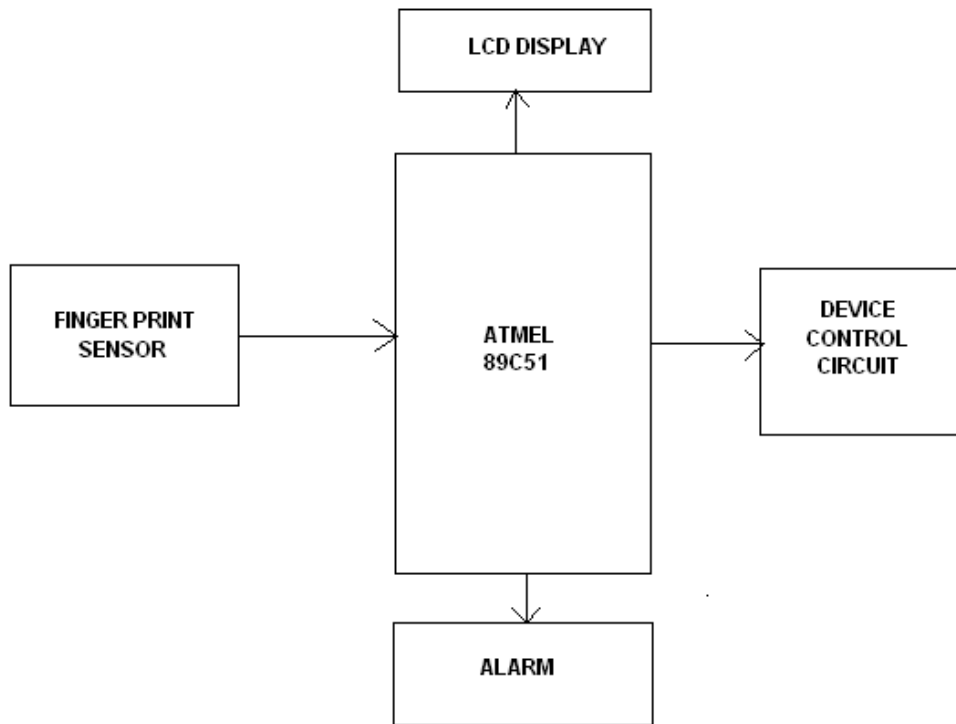 LCD DISPLAY
FINGER PRINT
SENSOR
ATMEL
89C51
DEVICE
CONTROL
CIRCUIT
ALARM